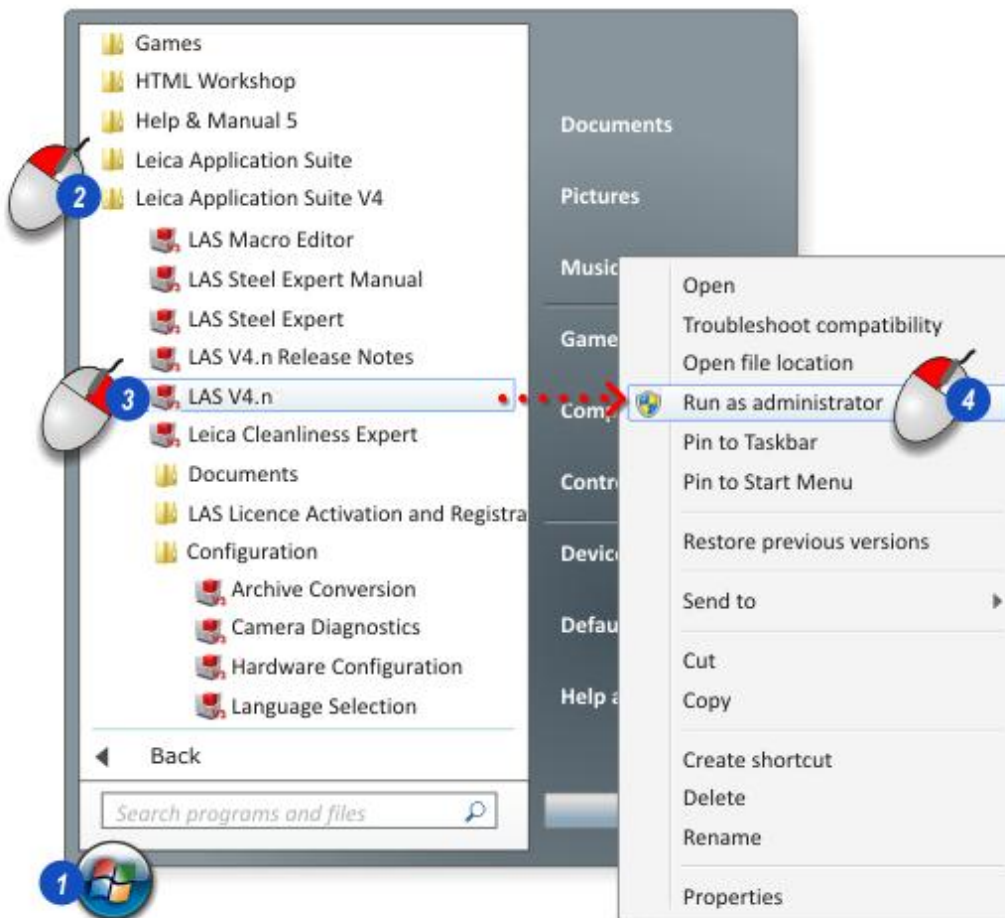 Games
HTML Workshop
Help & Manual 5
Leica Application Suite
2
Leica Application Suite V4
LAS Macro Editor
LAS Steel Expert Manual
LAS Steel Expert
LAS V4.n Release Notes
3
LAS V4.n
Leica Cleanliness Expert
Documents
LAS Licence Activation and Registra
Configuration
Archive Conversion
Camera Diagnostics
Hardware Configuration
Language Selection
Back
Search programs and files
1
Documents
Pictures
Music
Game
Comp
Contr
Device
Defau
Help a
Open
Troubleshoot compatibility
Open file location
Run as administrator
4
Pin to Taskbar
Pin to Start Menu
Restore previous versions
Send to
Cut
Copy
Create shortcut
Delete
Rename
Properties